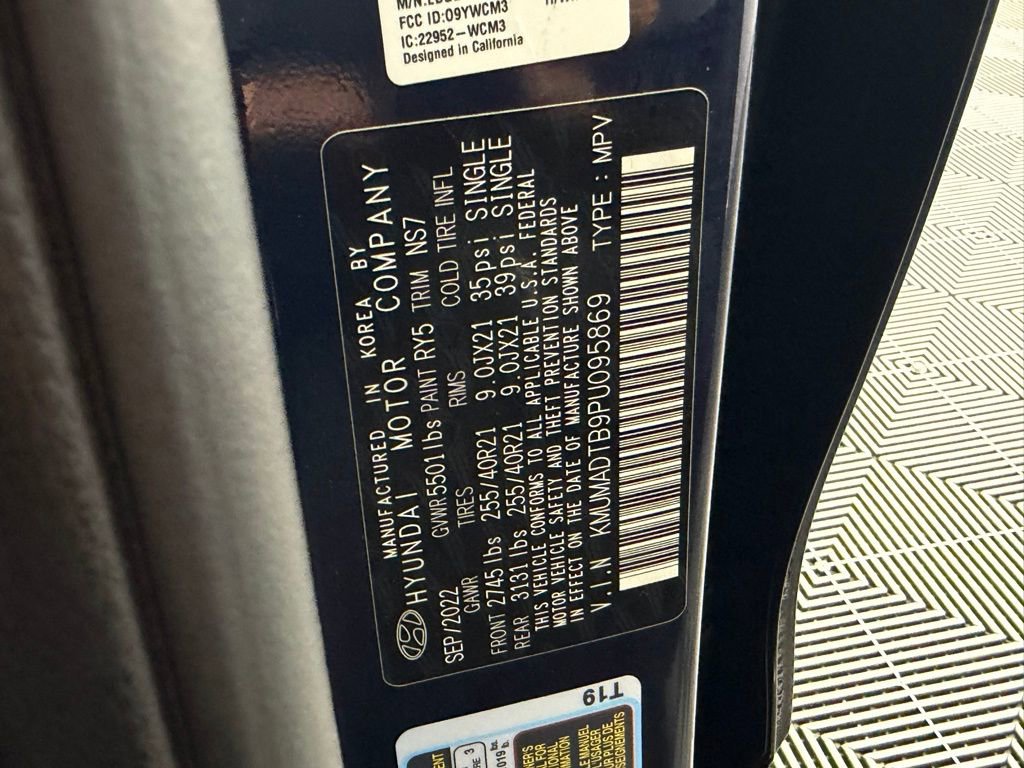 FCC ID:O9YWCM3
IC:22952-WCM3
Designed in California
MANUFACTURED IN KOREA BY
HYUNDAI MOTOR COMPANY
SEP/2022 GVWR 5501 lbs PAINT RY5 TRIM NS7
GAWR TIRES RIMS COLD TIRE INFL
FRONT 2745 lbs 255/40R21 9.0JX21 35psi SINGLE
REAR 3131 lbs 255/40R21 9.0JX21 39psi SINGLE
THIS VEHICLE CONFORMS TO ALL APPLICABLE U.S.A. FEDERAL
MOTOR VEHICLE SAFETY AND THEFT PREVENTION STANDARDS
IN EFFECT ON THE DATE OF MANUFACTURE SHOWN ABOVE
V.I.N KMUMADTB9PU095869 TYPE : MPV
T19